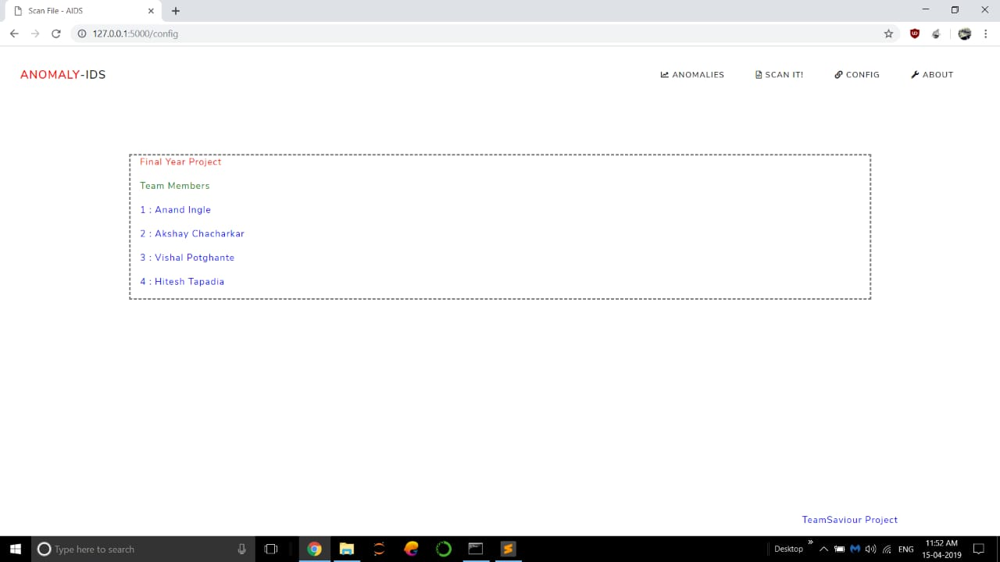 Scan File - AIDS
127.0.0.1:5000/config
ANOMALY-IDS
ANOMALIES
SCAN IT!
CONFIG
ABOUT
Final Year Project
Team Members
1 : Anand Ingle
2 : Akshay Chacharkar
3 : Vishal Potghante
4 : Hitesh Tapadia
TeamSaviour Project
Type here to search
Desktop
ENG
11:52 AM
15-04-2019